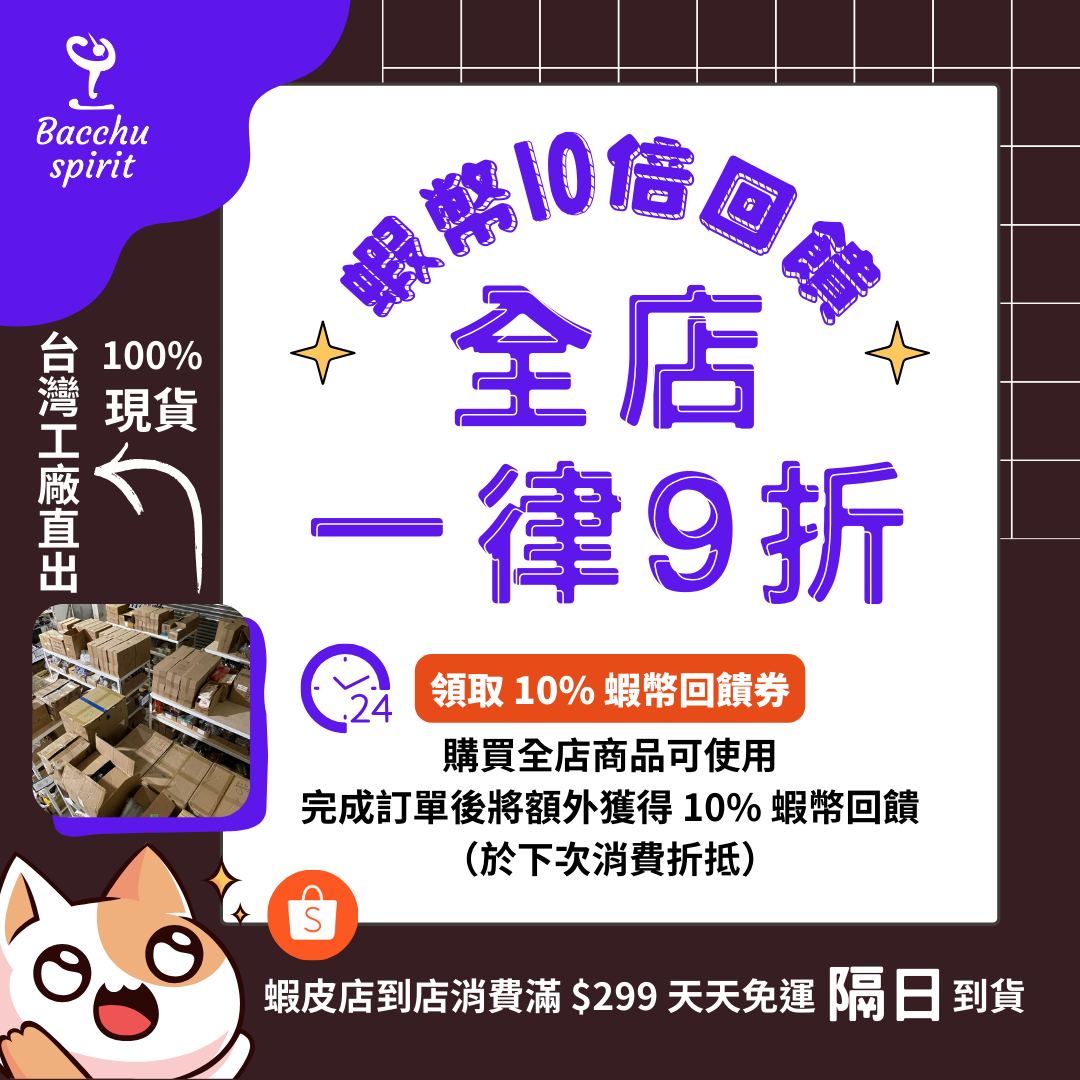 Bacchu
spirit
蝦幣10倍回饋
全店
一律9折
台灣工廠直出
100%
現貨
24
領取 10% 蝦幣回饋券
購買全店商品可使用
完成訂單後將額外獲得 10% 蝦幣回饋
（於下次消費折抵）
S
蝦皮店到店消費滿 $299 天天免運 隔日 到貨